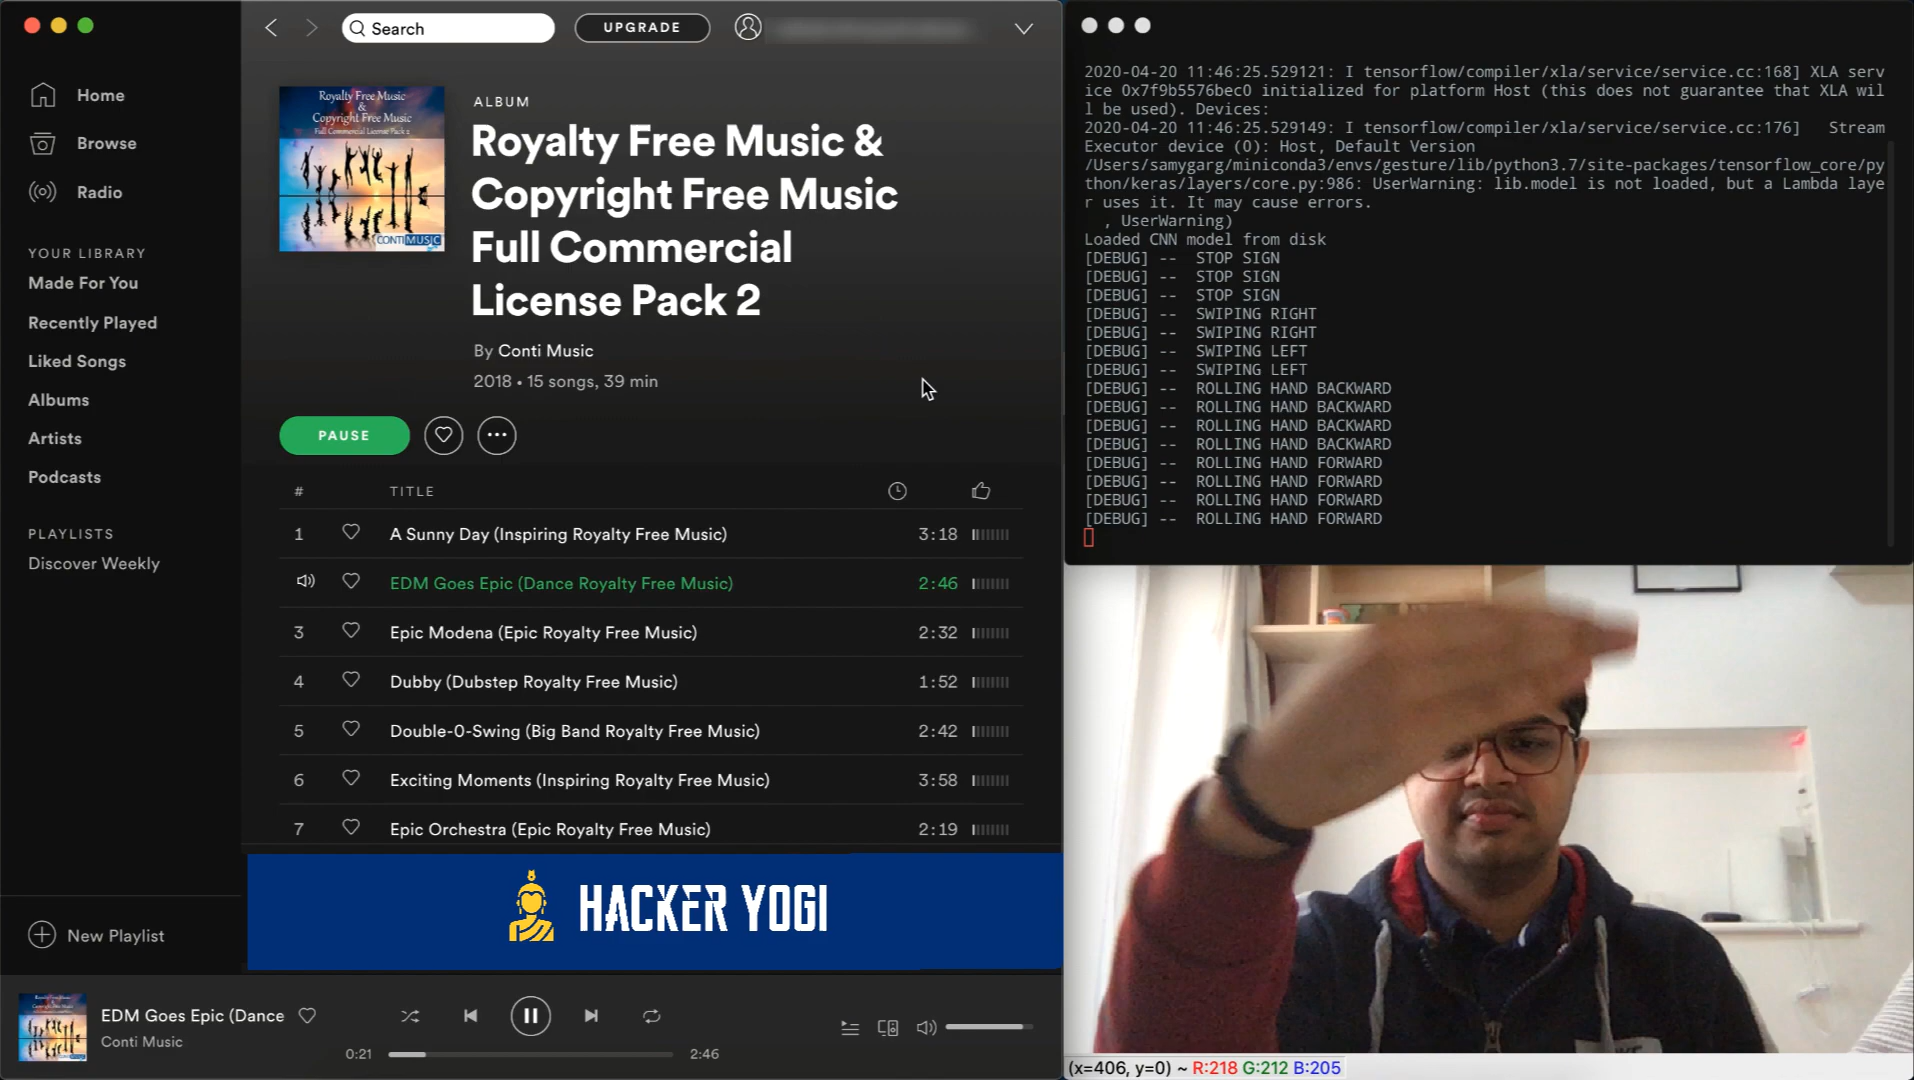 Search
UPGRADE
Home
Browse
Radio
YOUR LIBRARY
Made For You
Recently Played
Liked Songs
Albums
Artists
Podcasts
PLAYLISTS
Discover Weekly
New Playlist
Royalty Free Music
&
Copyright Free Music
Full Commercial License Pack 2
CONTI MUSIC
ALBUM
Royalty Free Music &
Copyright Free Music
Full Commercial
License Pack 2
By Conti Music
2018 • 15 songs, 39 min
PAUSE
# TITLE
1 A Sunny Day (Inspiring Royalty Free Music) 3:18
EDM Goes Epic (Dance Royalty Free Music) 2:46
3 Epic Modena (Epic Royalty Free Music) 2:32
4 Dubby (Dubstep Royalty Free Music) 1:52
5 Double-0-Swing (Big Band Royalty Free Music) 2:42
6 Exciting Moments (Inspiring Royalty Free Music) 3:58
7 Epic Orchestra (Epic Royalty Free Music) 2:19
HACKER YOGI
EDM Goes Epic (Dance
Conti Music
0:21 2:46
2020-04-20 11:46:25.529121: I tensorflow/compiler/xla/service/service.cc:168] XLA serv
ice 0x7f9b5576bec0 initialized for platform Host (this does not guarantee that XLA wil
l be used). Devices:
2020-04-20 11:46:25.529149: I tensorflow/compiler/xla/service/service.cc:176]   Stream
Executor device (0): Host, Default Version
/Users/samygarg/miniconda3/envs/gesture/lib/python3.7/site-packages/tensorflow_core/py
thon/keras/layers/core.py:986: UserWarning: lib.model is not loaded, but a Lambda laye
r uses it. It may cause errors.
, UserWarning)
Loaded CNN model from disk
[DEBUG] --  STOP SIGN
[DEBUG] --  STOP SIGN
[DEBUG] --  STOP SIGN
[DEBUG] --  SWIPING RIGHT
[DEBUG] --  SWIPING RIGHT
[DEBUG] --  SWIPING LEFT
[DEBUG] --  SWIPING LEFT
[DEBUG] --  ROLLING HAND BACKWARD
[DEBUG] --  ROLLING HAND BACKWARD
[DEBUG] --  ROLLING HAND BACKWARD
[DEBUG] --  ROLLING HAND BACKWARD
[DEBUG] --  ROLLING HAND FORWARD
[DEBUG] --  ROLLING HAND FORWARD
[DEBUG] --  ROLLING HAND FORWARD
[DEBUG] --  ROLLING HAND FORWARD
(x=406, y=0) ~ R:218 G:212 B:205